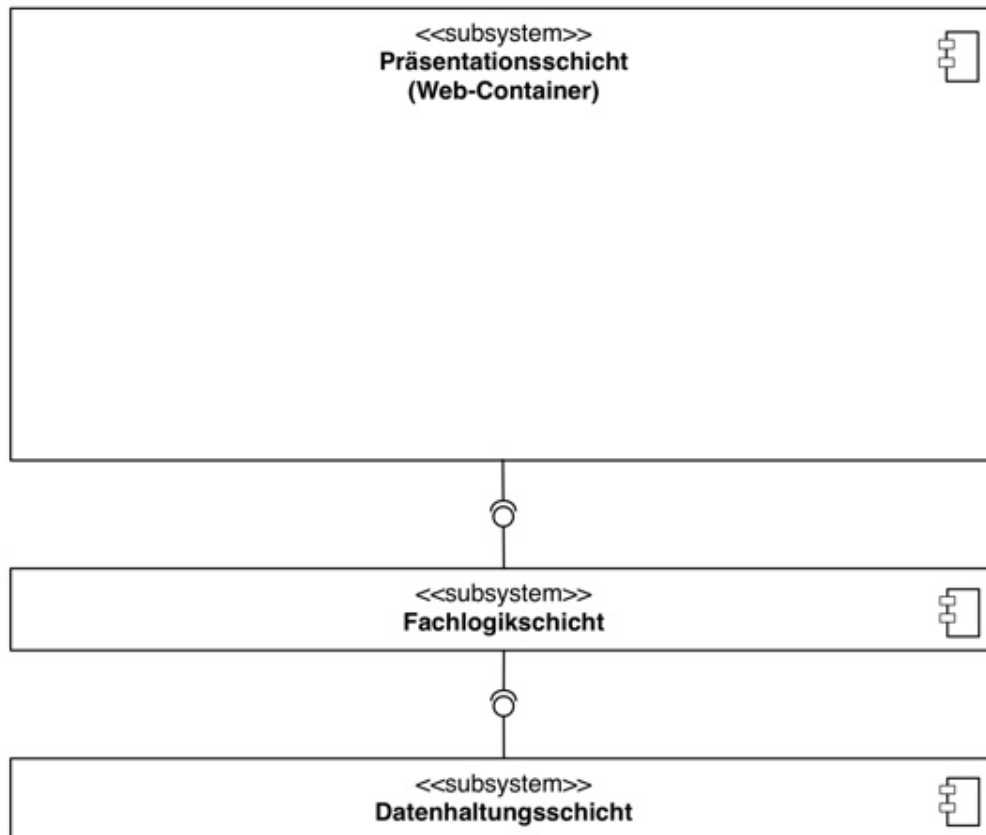 <<subsystem>>
Präsentationsschicht
(Web-Container)
<<subsystem>>
Fachlogikschicht
<<subsystem>>
Datenhaltungsschicht